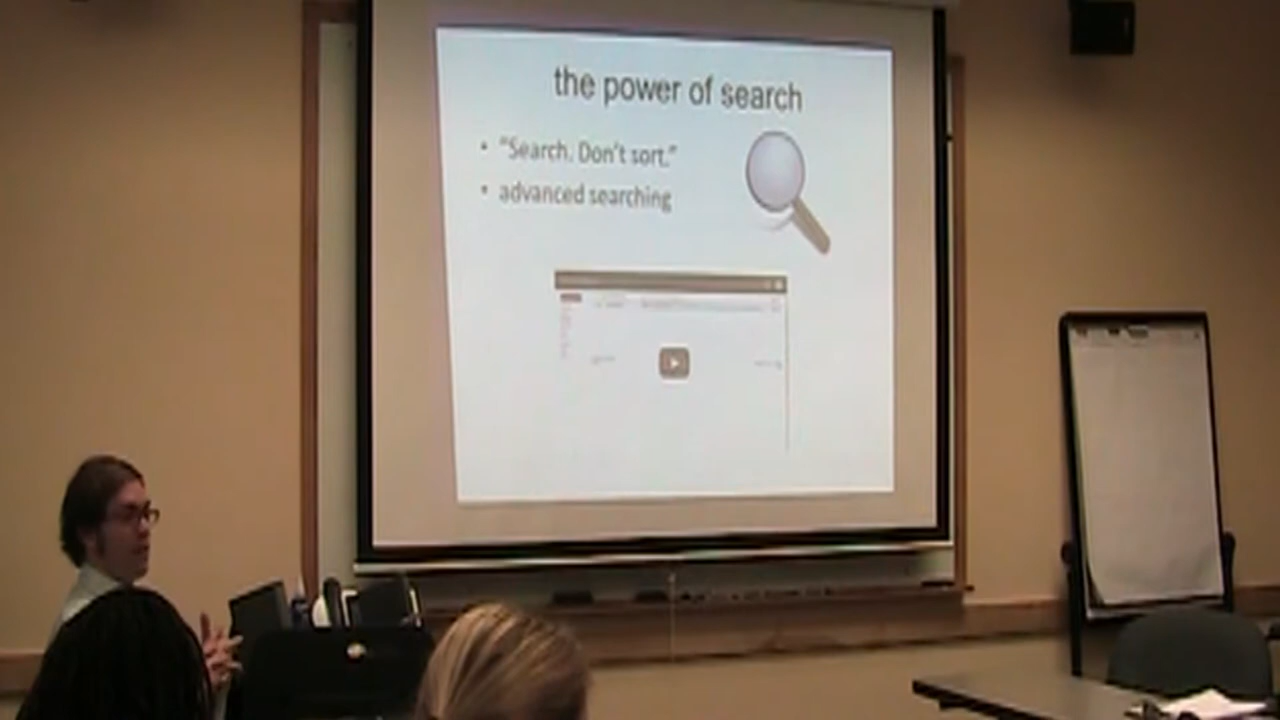 the power of search
• "Search. Don't sort."
• advanced searching